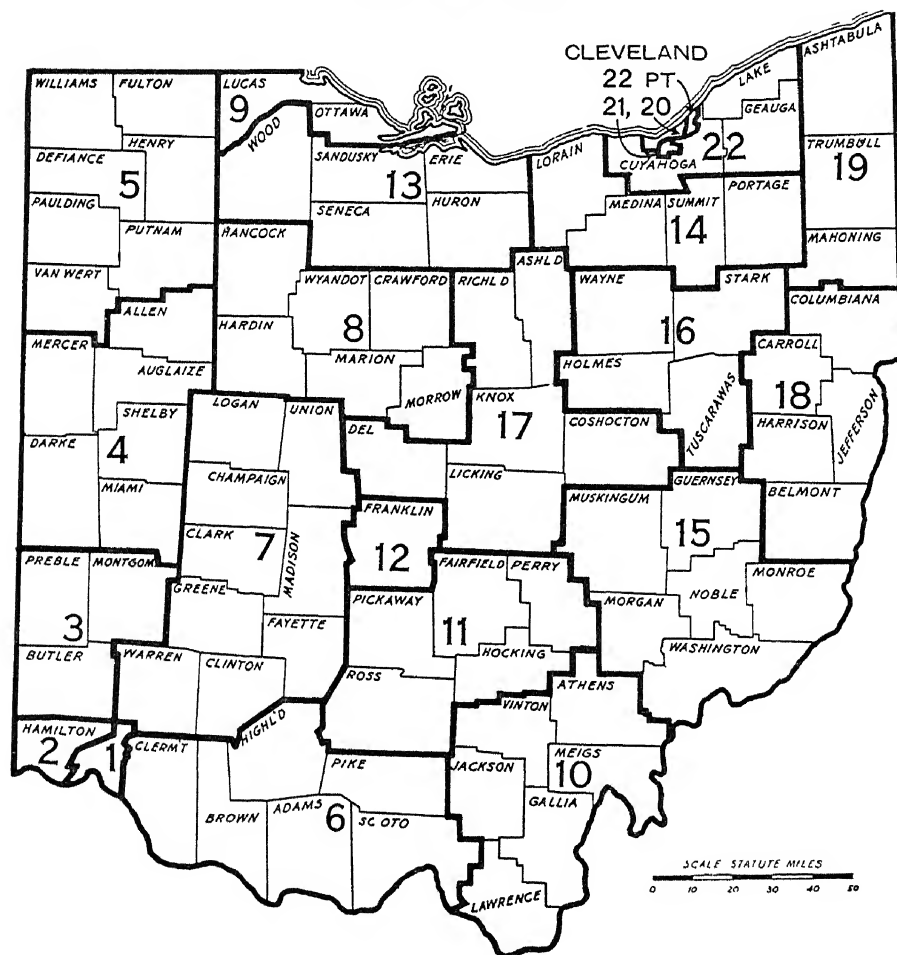 CLEVELAND
22 PT
21, 20
ASHTABULA
LAKE
GEAUGA
WILLIAMS
FULTON
LUCAS
9
OTTAWA
WOOD
HENRY
DEFIANCE
5
SANDUSKY
ERIE
13
LORAIN
CUYAHOGA
22
TRUMBULL
19
PAULDING
PUTNAM
SENECA
HURON
MEDINA
SUMMIT
14
PORTAGE
MAHONING
VAN WERT
HANCOCK
ASHL'D
ALLEN
WYANDOT
CRAWFORD
RICHL'D
WAYNE
STARK
COLUMBIANA
MERCER
HARDIN
8
16
CARROLL
AUGLAIZE
MARION
HOLMES
MORROW
TUSCARAWAS
18
JEFFERSON
LOGAN
UNION
KNOX
17
SHELBY
DARKE
4
DEL
COSHOCTON
HARRISON
MIAMI
CHAMPAIGN
LICKING
GUERNSEY
BELMONT
FRANKLIN
12
MUSKINGUM
15
CLARK
7
MADISON
PREBLE
MONTGOM
FAIRFIELD
PERRY
MONROE
GREENE
PICKAWAY
MORGAN
NOBLE
3
FAYETTE
11
BUTLER
WARREN
CLINTON
HOCKING
WASHINGTON
ROSS
ATHENS
HAMILTON
2
1
CLERM'T
HIGHL'D
VINTON
PIKE
JACKSON
MEIGS
10
BROWN
ADAMS
6
SCIOTO
GALLIA
LAWRENCE
SCALE STATUTE MILES
0 10 20 30 40 50